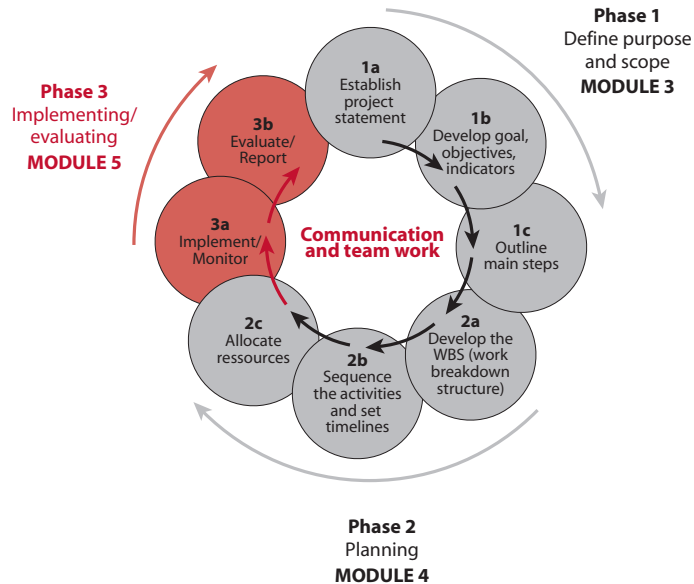 Phase 1
Define purpose
and scope
MODULE 3
1a
Establish
project
statement
1b
Develop goal,
objectives,
indicators
1c
Outline
main steps
2a
Develop the
WBS (work
breakdown
structure)
2b
Sequence
the activities
and set
timelines
2c
Allocate
ressources
3a
Implement/
Monitor
3b
Evaluate/
Report
Communication
and team work
Phase 3
Implementing/
evaluating
MODULE 5
Phase 2
Planning
MODULE 4